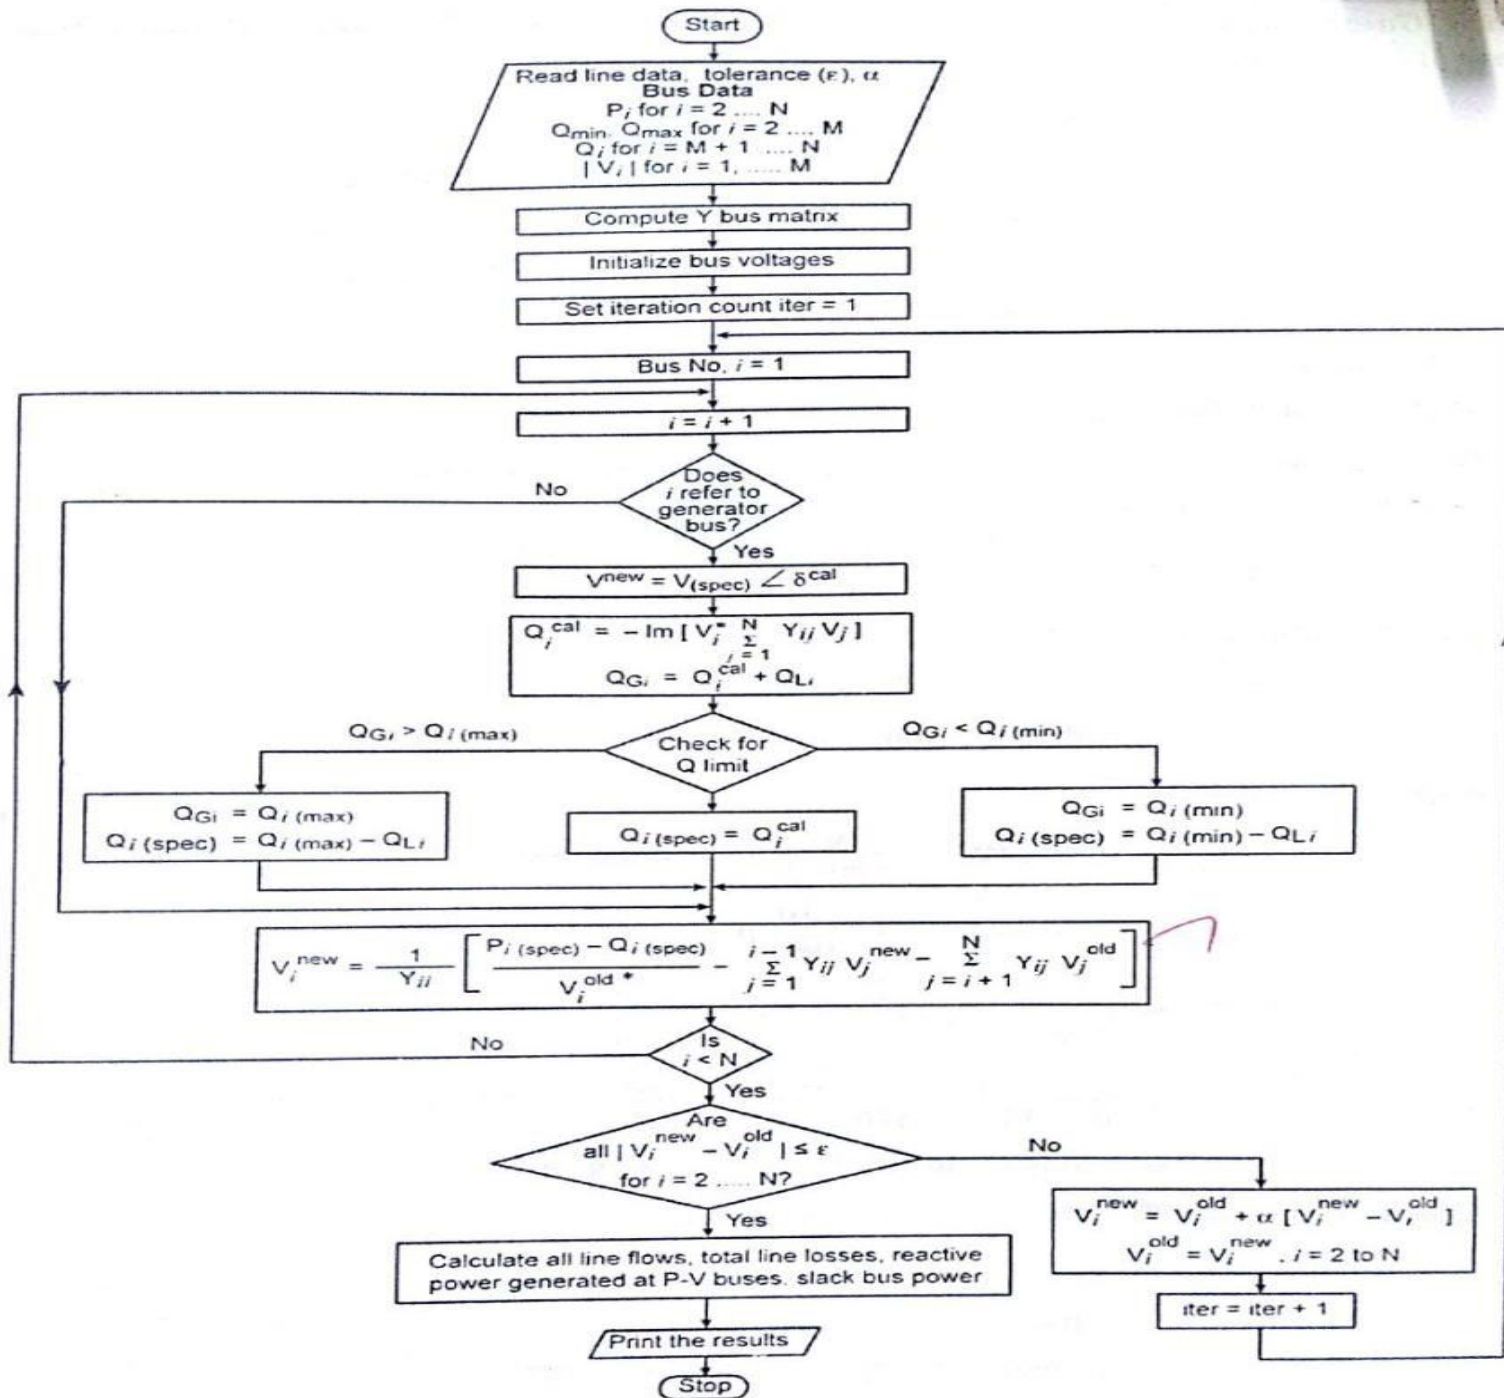 Start
Read line data, tolerance (ε), α
Bus Data
P_i for i = 2 .... N
Q_min, Q_max for i = 2 .... M
Q_i for i = M + 1 .... N
| V_i | for i = 1, ..... M
Compute Y bus matrix
Initialize bus voltages
Set iteration count iter = 1
Bus No, i = 1
i = i + 1
Does
i refer to
generator
bus?
No
Yes
V^new = V_(spec) ∠ δ^cal
Q_i^cal = - Im [ V_i^* Σ_{j = 1}^{N} Y_ij V_j ]
Q_Gi = Q_i^cal + Q_Li
Q_Gi > Q_i (max)
Check for
Q limit
Q_Gi < Q_i (min)
Q_Gi = Q_i (max)
Q_i (spec) = Q_i (max) - Q_Li
Q_i (spec) = Q_i^cal
Q_Gi = Q_i (min)
Q_i (spec) = Q_i (min) - Q_Li
V_i^new = 1/Y_ii [ (P_i (spec) - Q_i (spec))/V_i^old * - Σ_{j = 1}^{i - 1} Y_ij V_j^new - Σ_{j = i + 1}^{N} Y_ij V_j^old ]
Is
i < N
No
Yes
Are
all | V_i^new - V_i^old | ≤ ε
for i = 2 ..... N?
No
Yes
V_i^new = V_i^old + α [ V_i^new - V_i^old ]
V_i^old = V_i^new . i = 2 to N
iter = iter + 1
Calculate all line flows, total line losses, reactive
power generated at P-V buses. slack bus power
Print the results
Stop